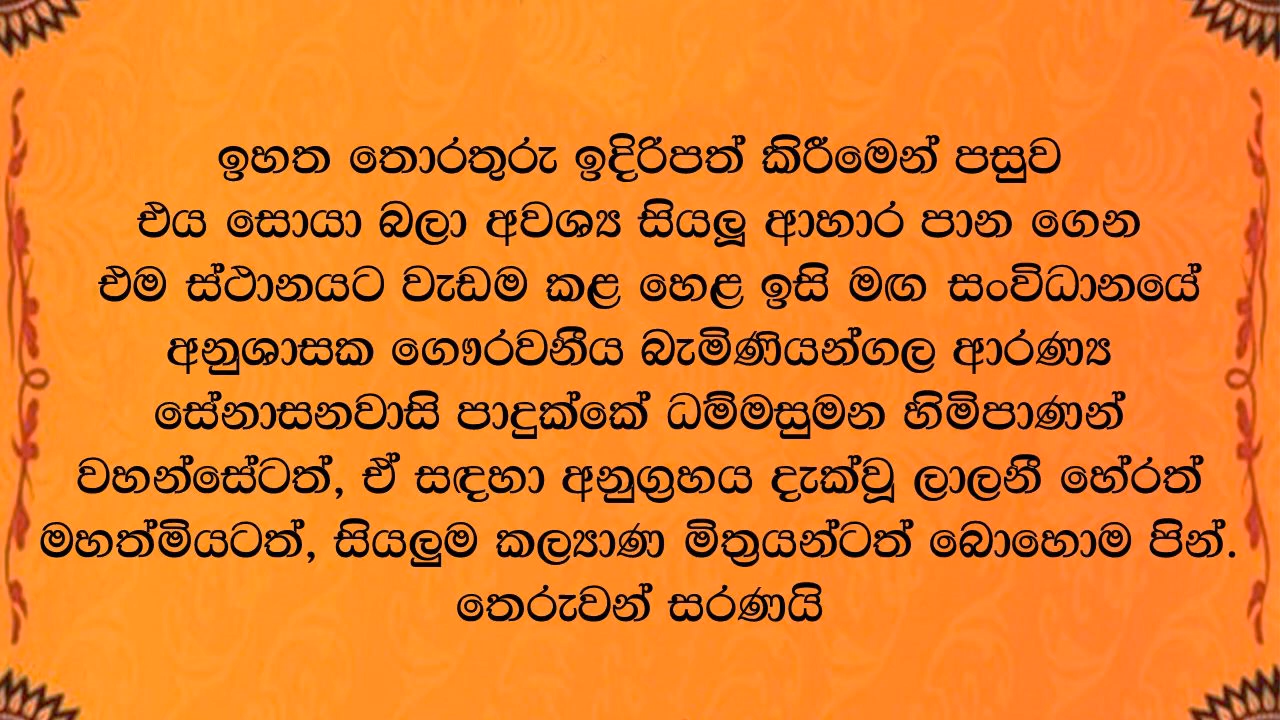 ඉහත තොරතුරු ඉදිරිපත් කිරීමෙන් පසුව
එය සොයා බලා අවශ්‍ය සියලූ ආහාර පාන ගෙන
එම ස්ථානයට වැඩම කළ හෙළ ඉසි මඟ සංවිධානයේ
අනුශාසක ගෞරවනීය බැමිණියන්ගල ආරණ්‍ය
සේනාසනවාසි පාදුක්කේ ධම්මසුමන හිමිපාණන්
වහන්සේටත්, ඒ සඳහා අනුග්‍රහය දැක්වූ ලාලනී හේරත්
මහත්මියටත්, සියලුම කල්‍යාණ මිත්‍රයන්ටත් බොහොම පින්.
තෙරුවන් සරණයි